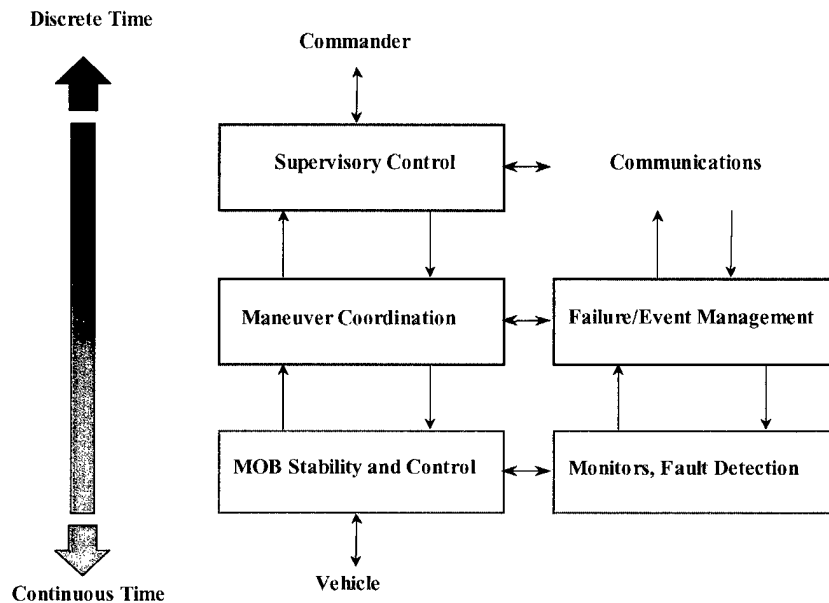 Discrete Time
Commander
Supervisory Control
Communications
Maneuver Coordination
Failure/Event Management
MOB Stability and Control
Monitors, Fault Detection
Vehicle
Continuous Time